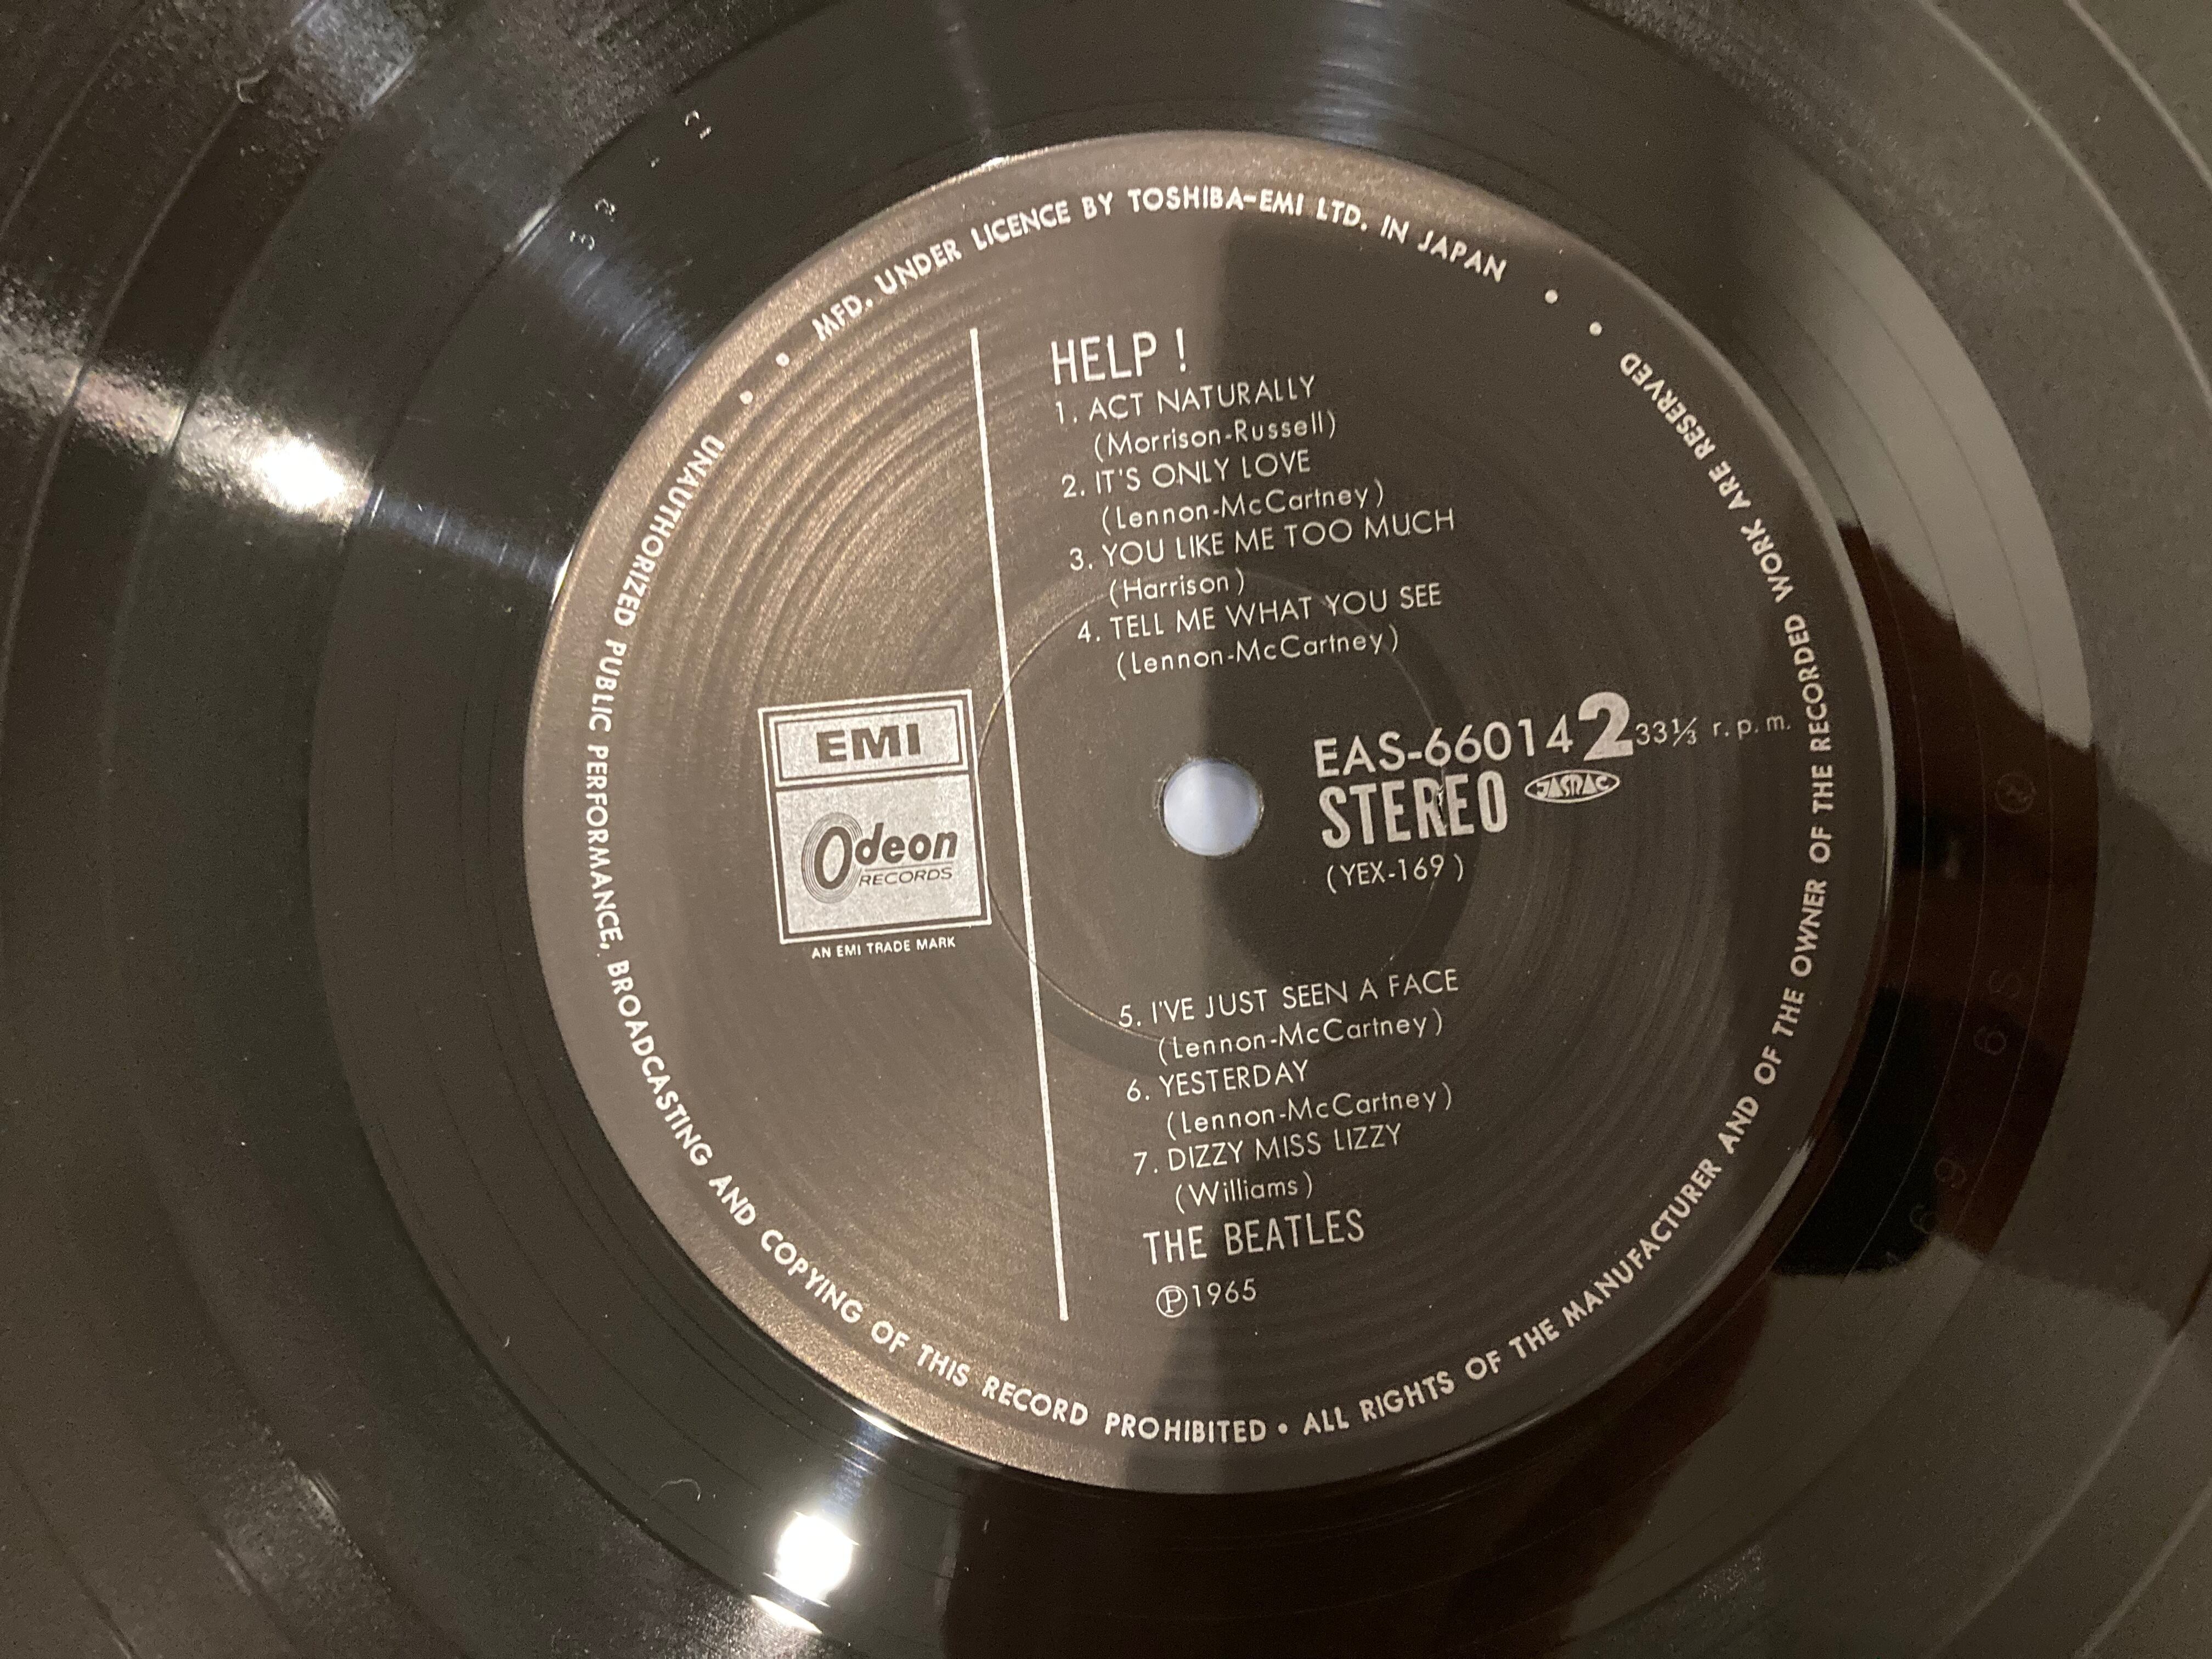 MFD. UNDER LICENCE BY TOSHIBA-EMI LTD. IN JAPAN
HELP !
1. ACT NATURALLY
(Morrison-Russell)
2. IT'S ONLY LOVE
(Lennon-McCartney)
3. YOU LIKE ME TOO MUCH
(Harrison)
4. TELL ME WHAT YOU SEE
(Lennon-McCartney)
EMI
Odeon
RECORDS
AN EMI TRADE MARK
EAS-66014 2 33⅓ r.p.m.
STEREO JASRAC
(YEX-169)
5. I'VE JUST SEEN A FACE
(Lennon-McCartney)
6. YESTERDAY
(Lennon-McCartney)
7. DIZZY MISS LIZZY
(Williams)
THE BEATLES
℗1965
UNAUTHORIZED PUBLIC PERFORMANCE, BROADCASTING AND COPYING OF THIS RECORD PROHIBITED • ALL RIGHTS OF THE MANUFACTURER AND OF THE OWNER OF THE RECORDED WORK ARE RESERVED